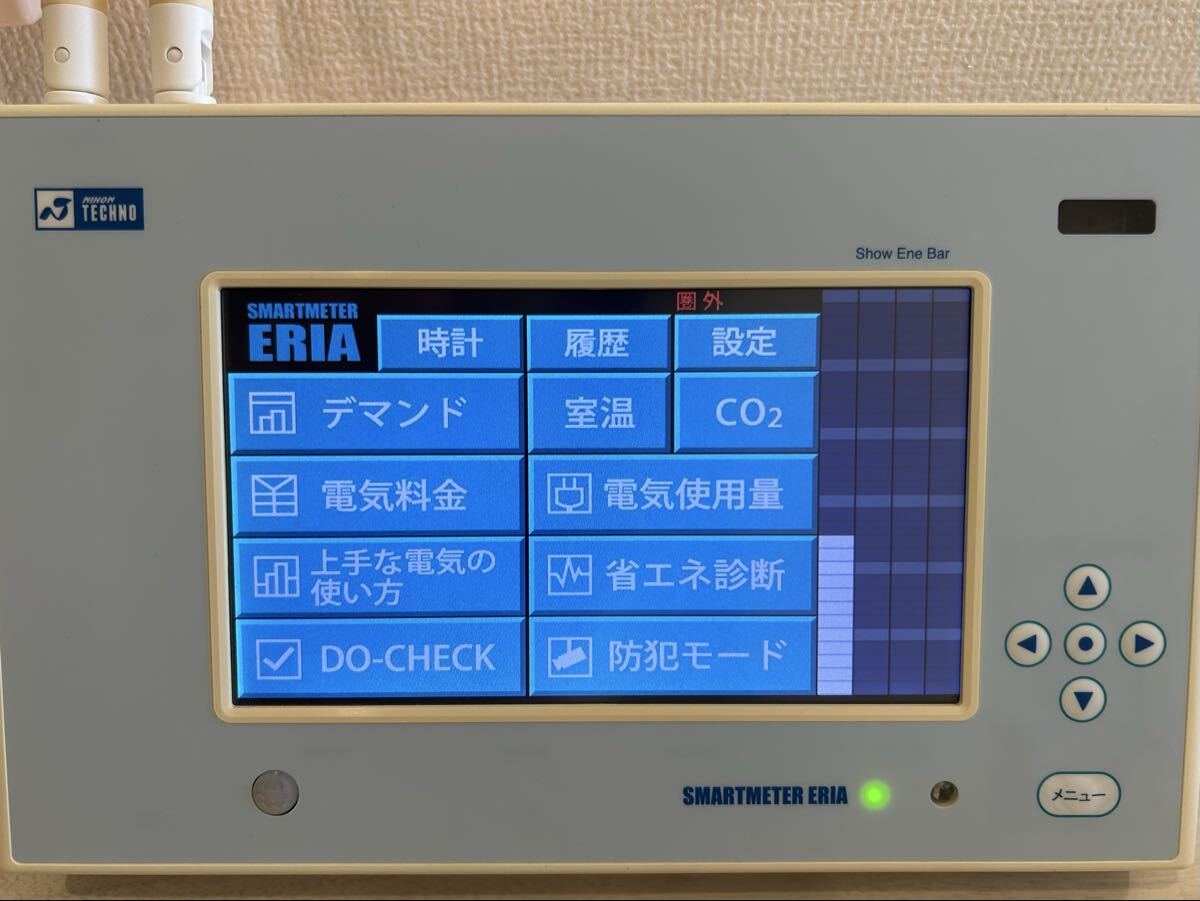 NIHON
TECHNO
Show Ene Bar
圏外
SMARTMETER
ERIA
時計
履歴
設定
デマンド
室温
CO₂
電気料金
電気使用量
上手な電気の
使い方
省エネ診断
DO-CHECK
防犯モード
SMARTMETER ERIA
メニュー